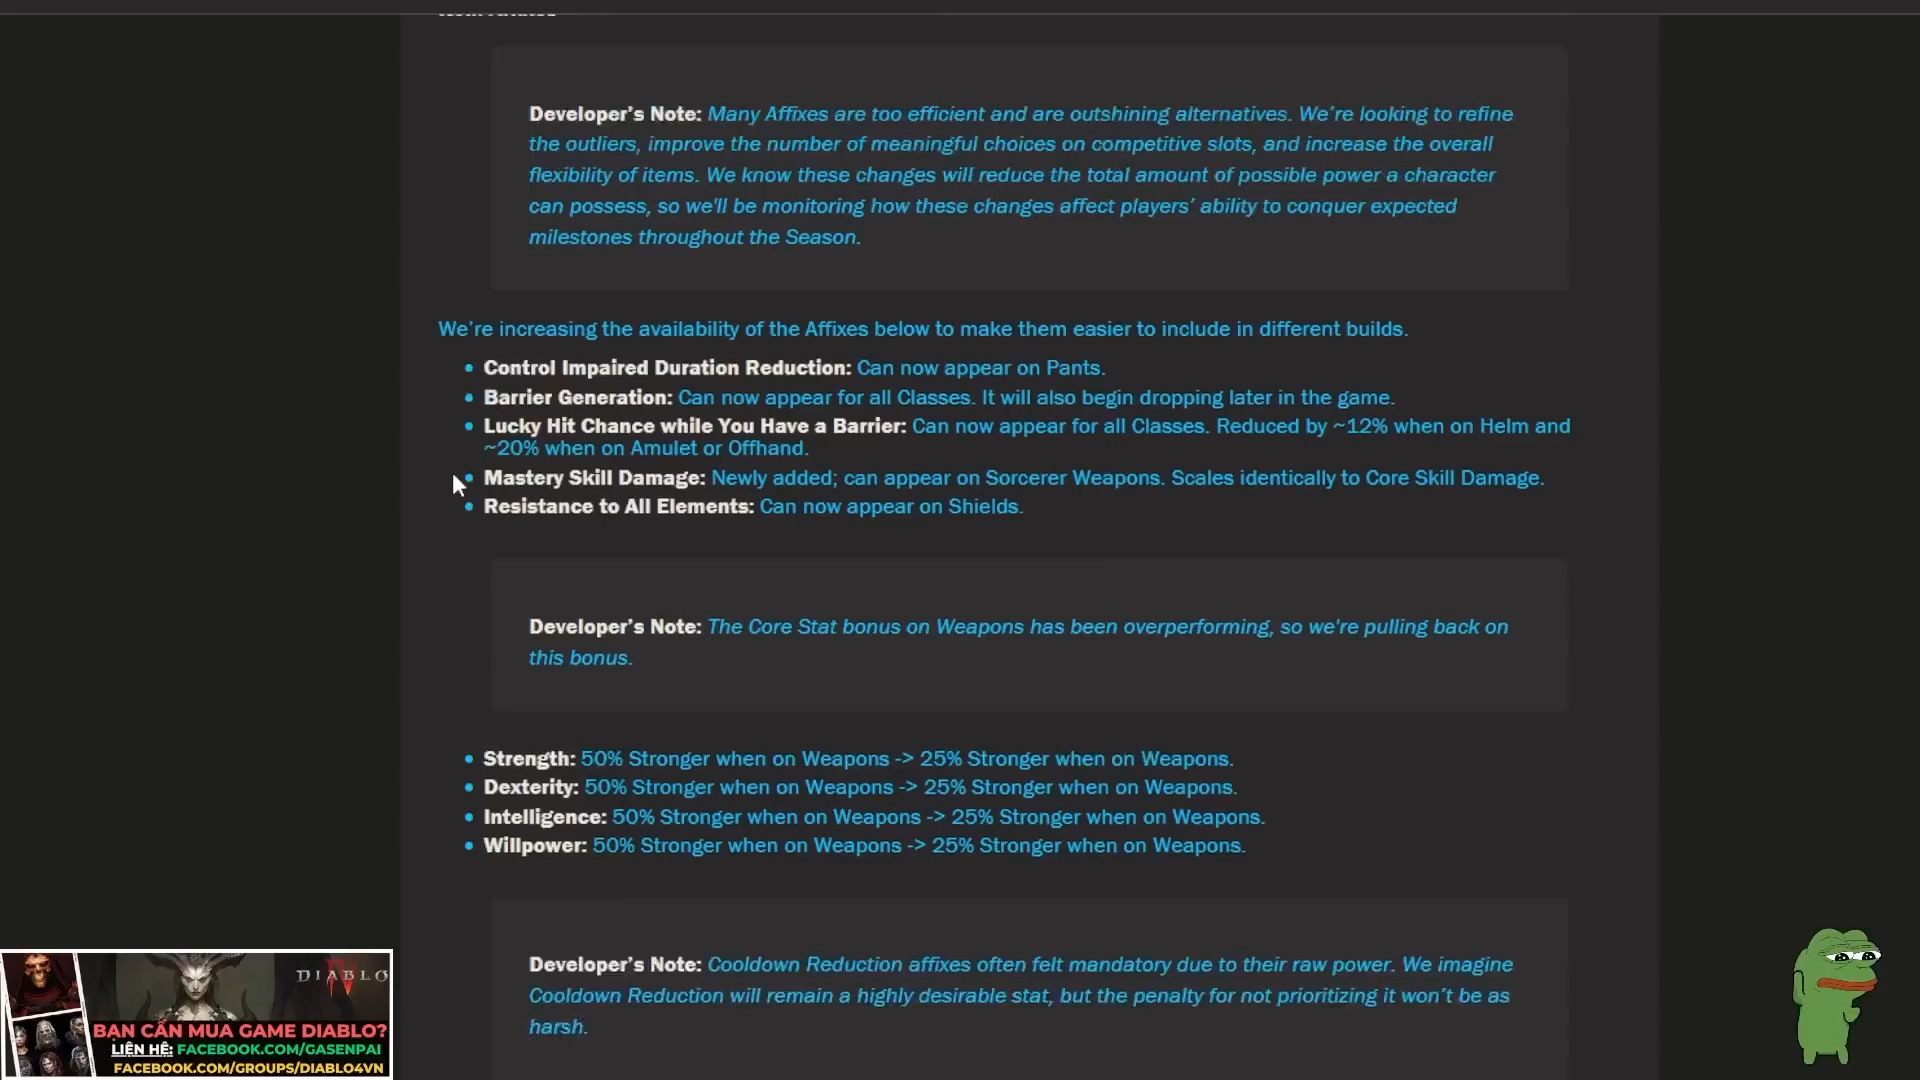 Developer's Note: Many Affixes are too efficient and are outshining alternatives. We're looking to refine
the outliers, improve the number of meaningful choices on competitive slots, and increase the overall
flexibility of items. We know these changes will reduce the total amount of possible power a character
can possess, so we'll be monitoring how these changes affect players' ability to conquer expected
milestones throughout the Season.
We're increasing the availability of the Affixes below to make them easier to include in different builds.
• Control Impaired Duration Reduction: Can now appear on Pants.
• Barrier Generation: Can now appear for all Classes. It will also begin dropping later in the game.
• Lucky Hit Chance while You Have a Barrier: Can now appear for all Classes. Reduced by ~12% when on Helm and
~20% when on Amulet or Offhand.
• Mastery Skill Damage: Newly added; can appear on Sorcerer Weapons. Scales identically to Core Skill Damage.
• Resistance to All Elements: Can now appear on Shields.
Developer's Note: The Core Stat bonus on Weapons has been overperforming, so we're pulling back on
this bonus.
• Strength: 50% Stronger when on Weapons -> 25% Stronger when on Weapons.
• Dexterity: 50% Stronger when on Weapons -> 25% Stronger when on Weapons.
• Intelligence: 50% Stronger when on Weapons -> 25% Stronger when on Weapons.
• Willpower: 50% Stronger when on Weapons -> 25% Stronger when on Weapons.
Developer's Note: Cooldown Reduction affixes often felt mandatory due to their raw power. We imagine
Cooldown Reduction will remain a highly desirable stat, but the penalty for not prioritizing it won't be as
harsh.
DIABLO
IV
BẠN CẦN MUA GAME DIABLO?
LIÊN HỆ: FACEBOOK.COM/GASENPAI
FACEBOOK.COM/GROUPS/DIABLO4VN